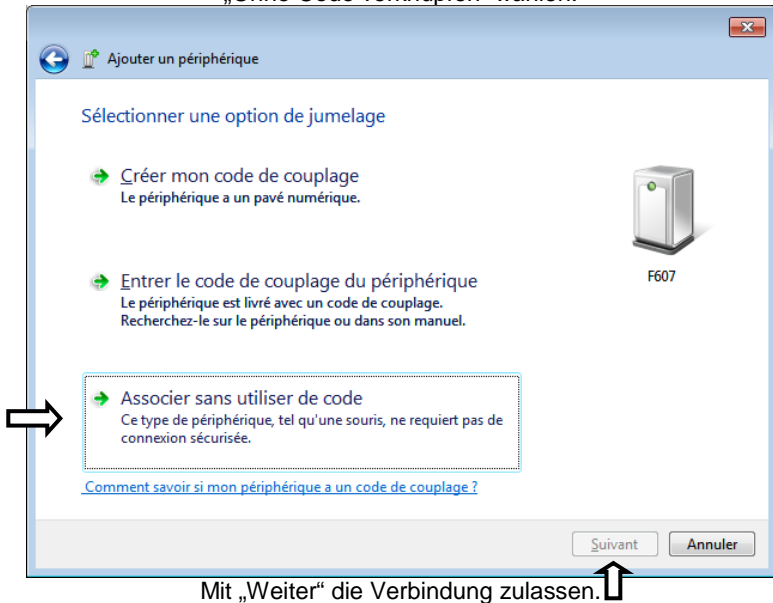 „Ohne Code verknüpfen“ wählen.
Ajouter un périphérique
Sélectionner une option de jumelage
Créer mon code de couplage
Le périphérique a un pavé numérique.
Entrer le code de couplage du périphérique
Le périphérique est livré avec un code de couplage.
Recherchez-le sur le périphérique ou dans son manuel.
F607
Associer sans utiliser de code
Ce type de périphérique, tel qu'une souris, ne requiert pas de
connexion sécurisée.
Comment savoir si mon périphérique a un code de couplage ?
Suivant Annuler
Mit „Weiter“ die Verbindung zulassen.